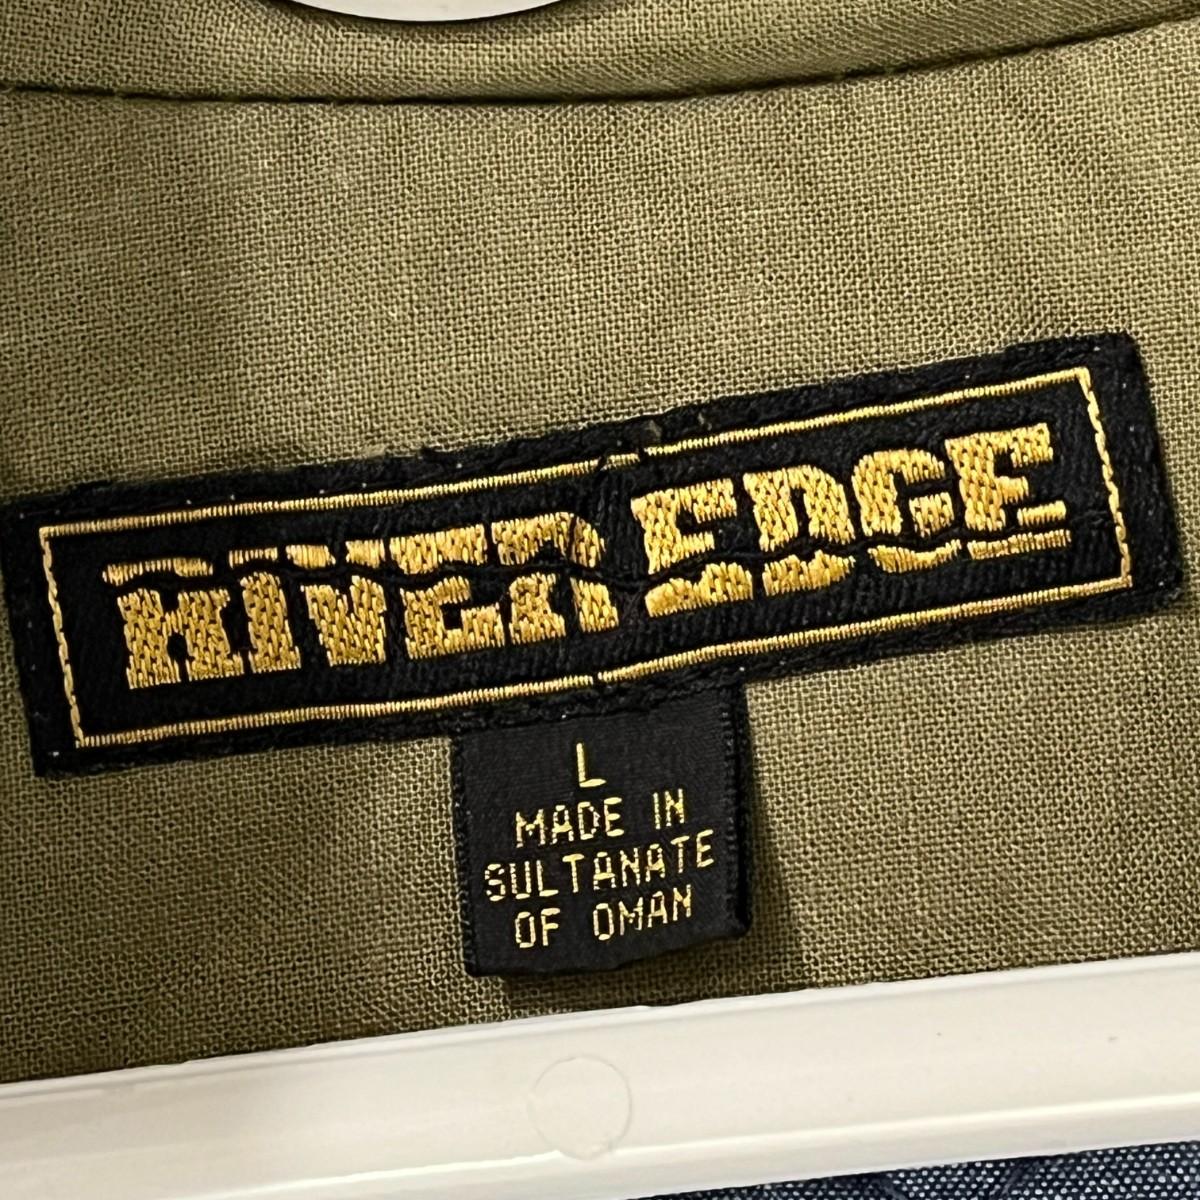 RIVER EDGE
L
MADE IN
SULTANATE
OF OMAN